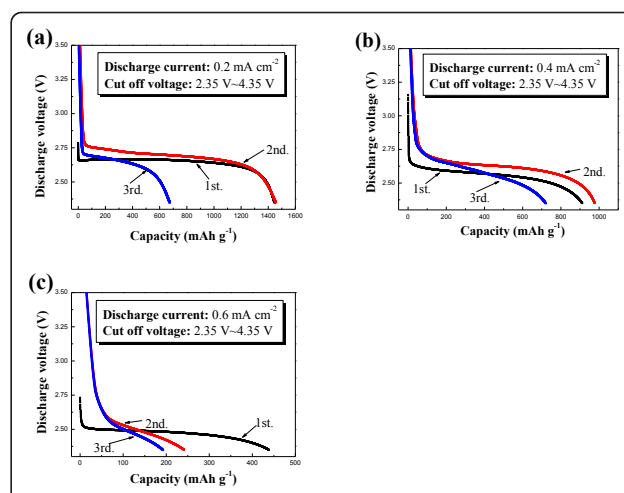 (a)
Discharge current: 0.2 mA cm-2
Cut off voltage: 2.35 V~4.35 V
3.50
3.25
3.00
2.75
2.50
Discharge voltage (V)
2nd.
1st.
3rd.
0 200 400 600 800 1000 1200 1400 1600
Capacity (mAh g-1)
(b)
Discharge current: 0.4 mA cm-2
Cut off voltage: 2.35 V~4.35 V
3.50
3.25
3.00
2.75
2.50
Discharge voltage (V)
2nd.
1st.
3rd.
0 200 400 600 800 1000
Capacity (mAh g-1)
(c)
Discharge current: 0.6 mA cm-2
Cut off voltage: 2.35 V~4.35 V
3.50
3.25
3.00
2.75
2.50
Discharge voltage (V)
2nd.
1st.
3rd.
0 100 200 300 400 500
Capacity (mAh g-1)